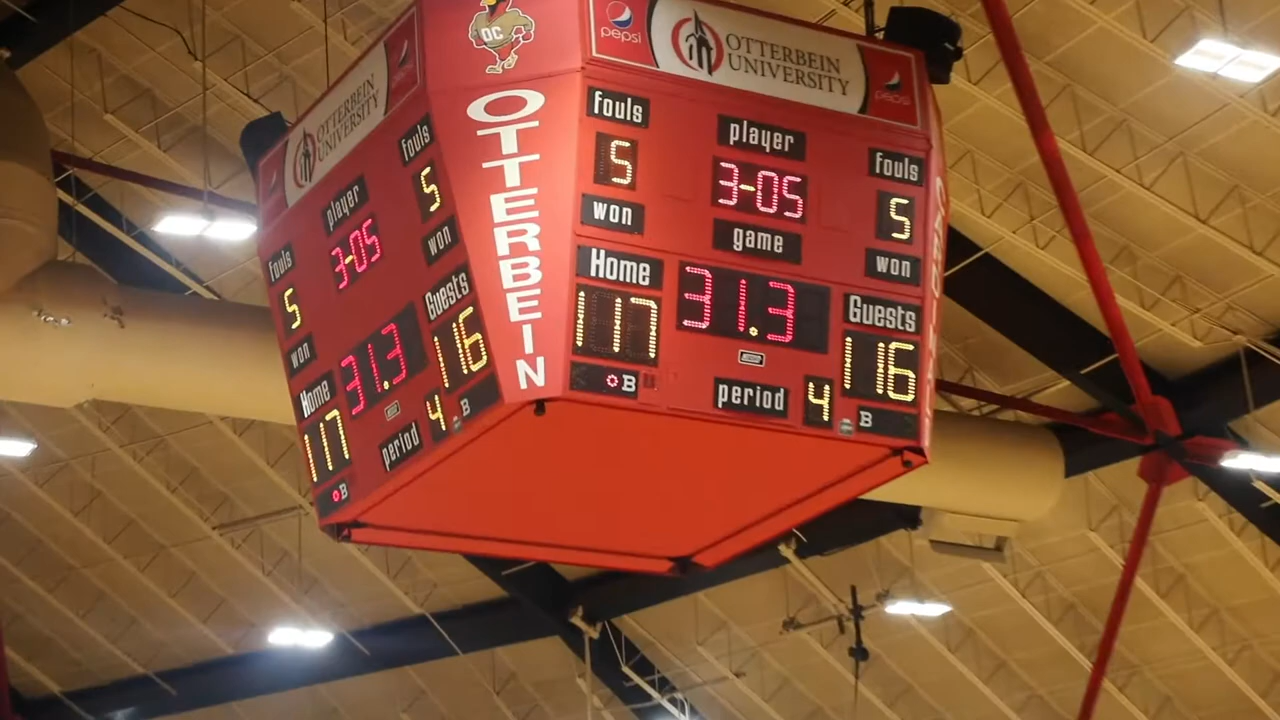 OTTERBEIN
UNIVERSITY
player
3-05
fouls
5
won
fouls
5
won
31.3
Home
117
B
Guests
116
period
4
B
OC
OTTERBEIN
pepsi
OTTERBEIN
UNIVERSITY
pepsi
fouls
5
won
player
3-05
game
fouls
5
won
Home
117
B
31.3
period
4
Guests
116
B